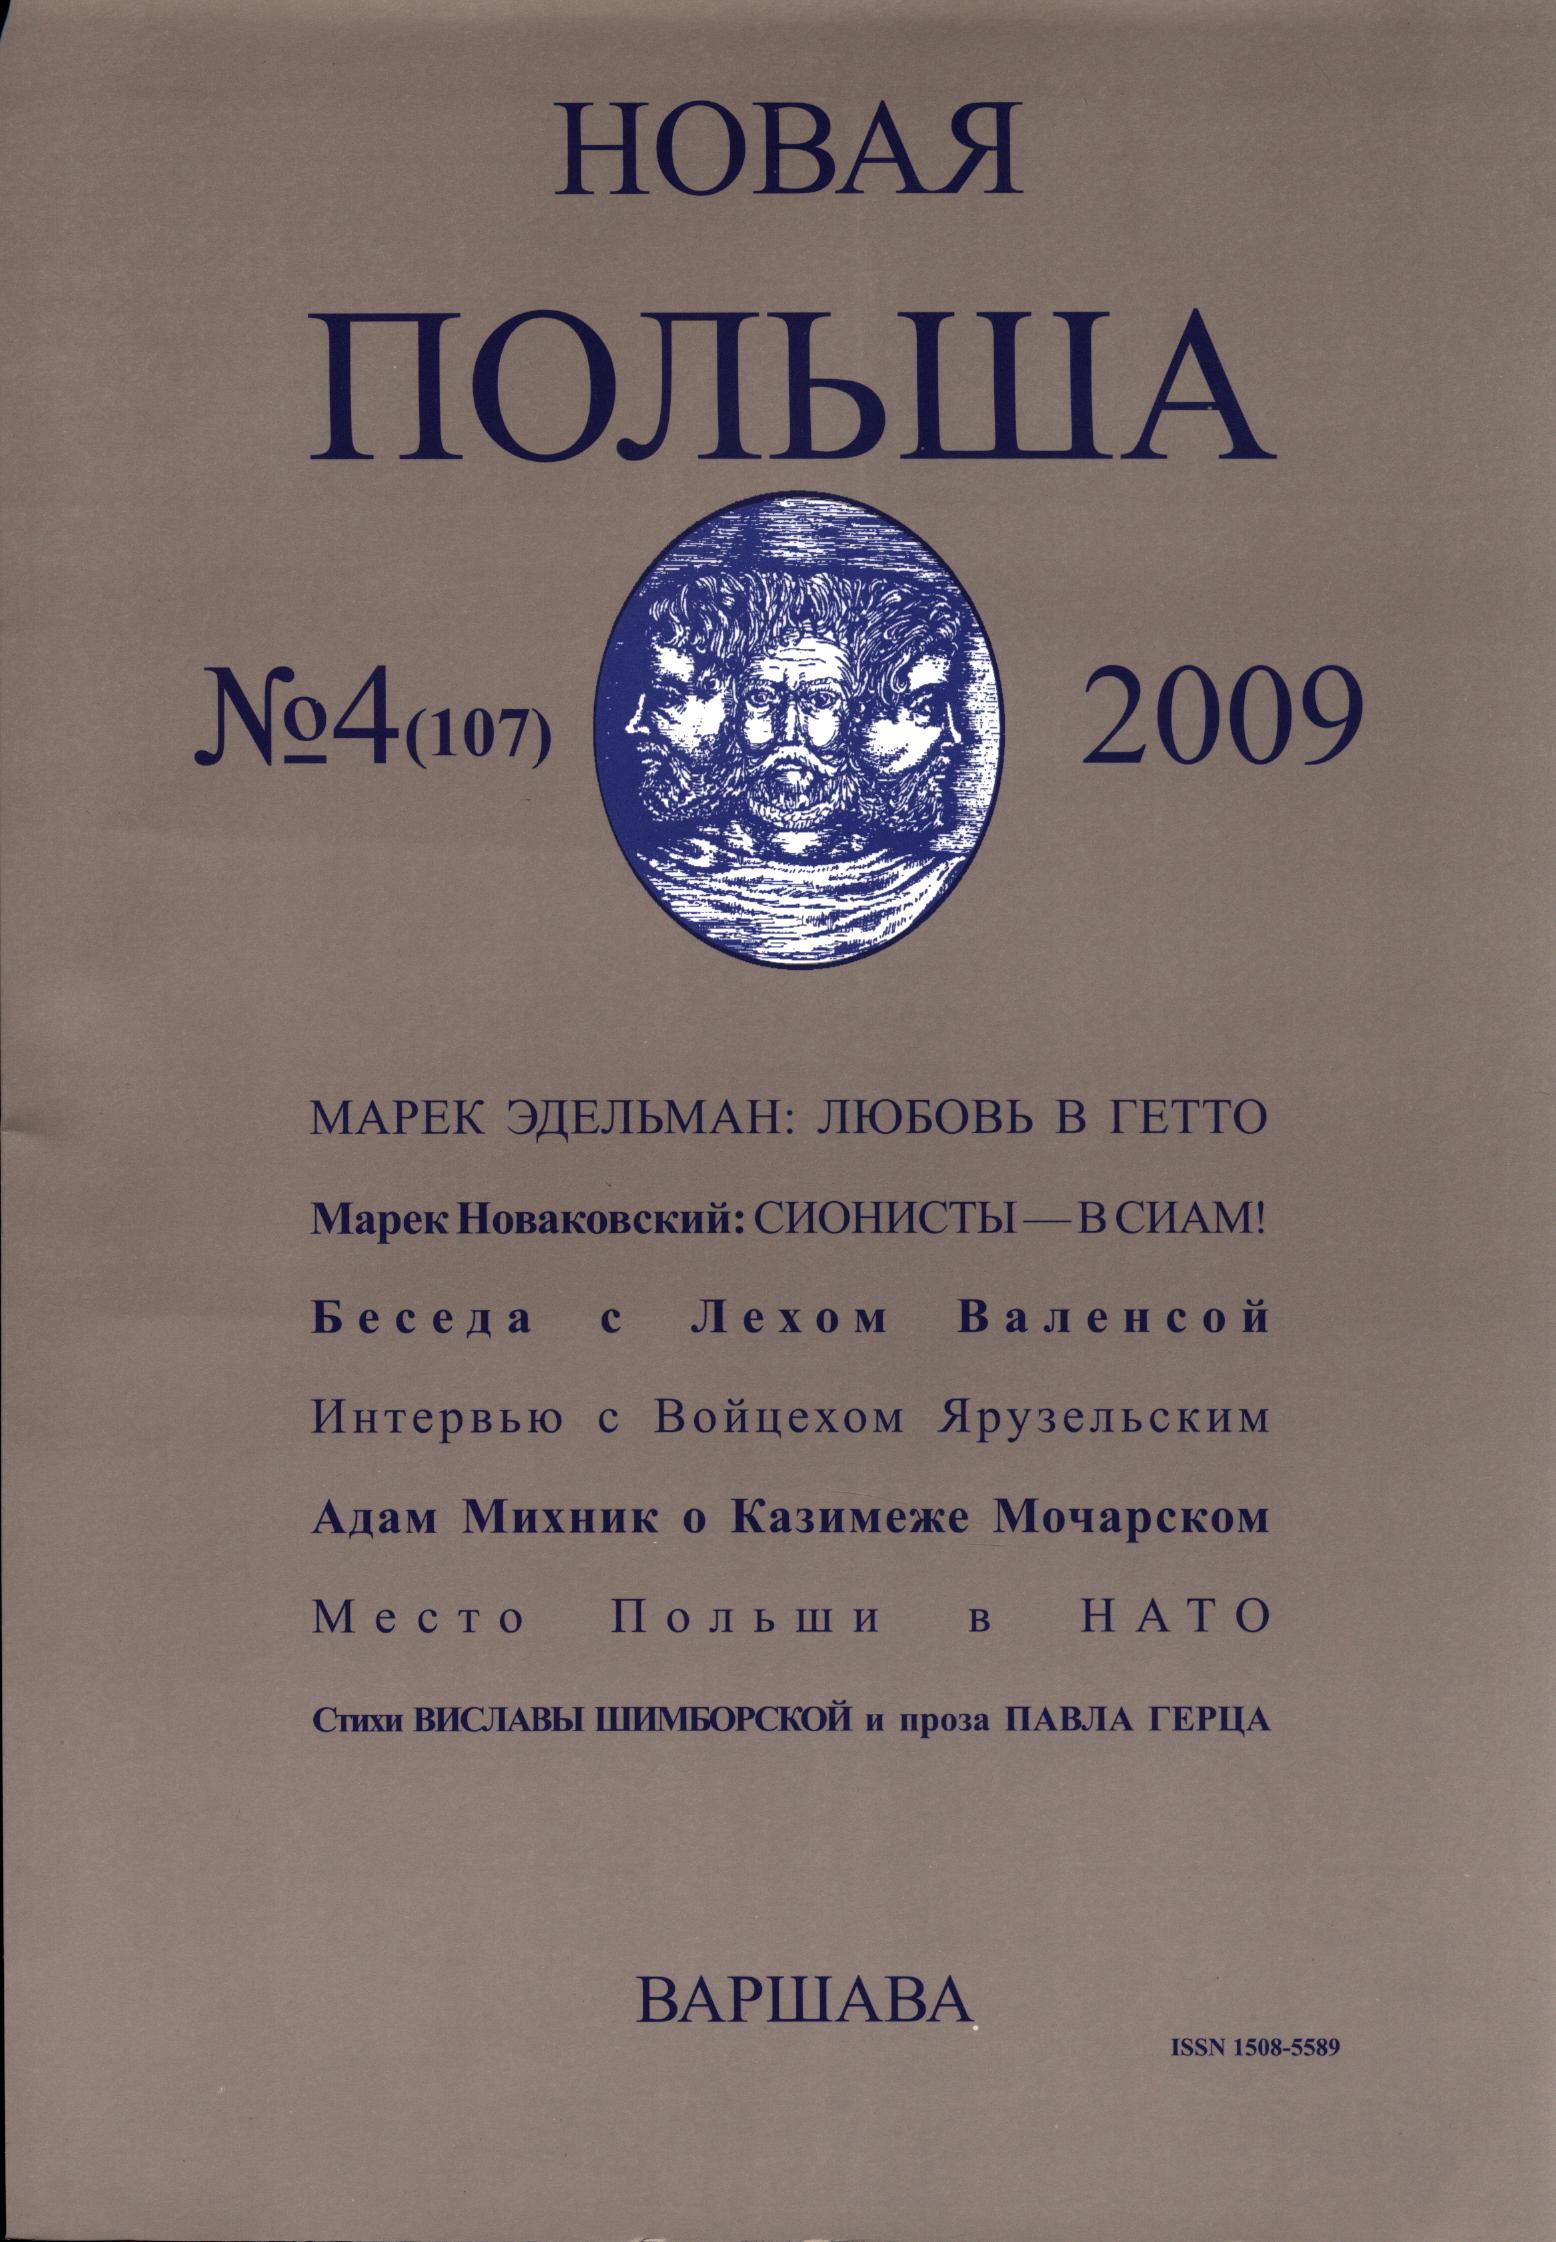 НОВАЯ
ПОЛЬША
№4(107)
2009
МАРЕК ЭДЕЛЬМАН: ЛЮБОВЬ В ГЕТТО
Марек Новаковский: СИОНИСТЫ — В СИАМ!
Беседа с Лехом Валенсой
Интервью с Войцехом Ярузельским
Адам Михник о Казимеже Мочарском
Место Польши в НАТО
Стихи ВИСЛАВЫ ШИМБОРСКОЙ и проза ПАВЛА ГЕРЦА
ВАРШАВА
ISSN 1508-5589